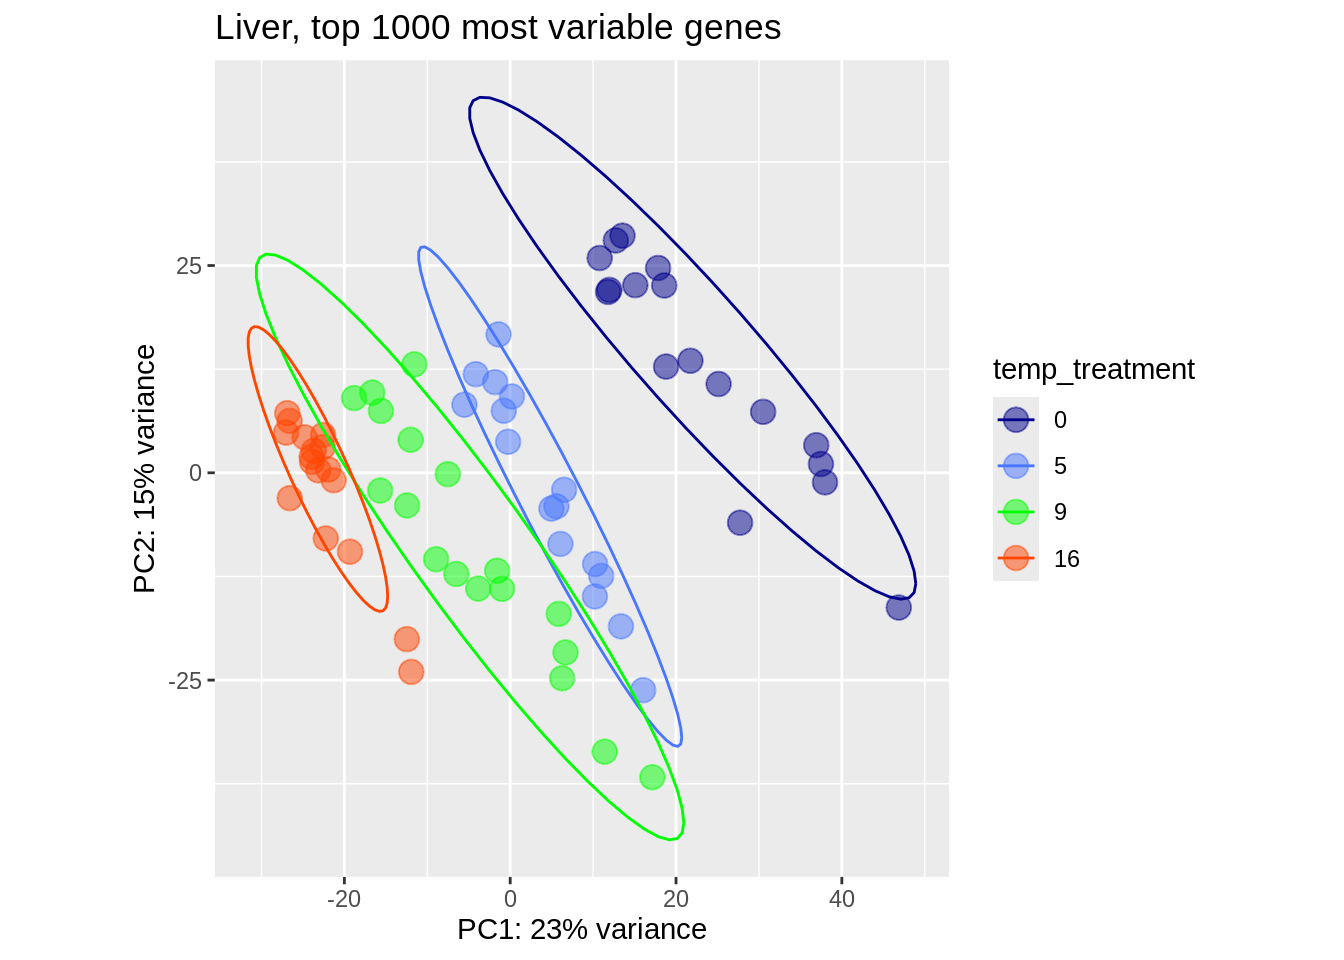 Liver, top 1000 most variable genes
PC2: 15% variance
25
0
-25
-20
0
20
40
PC1: 23% variance
temp_treatment
0
5
9
16